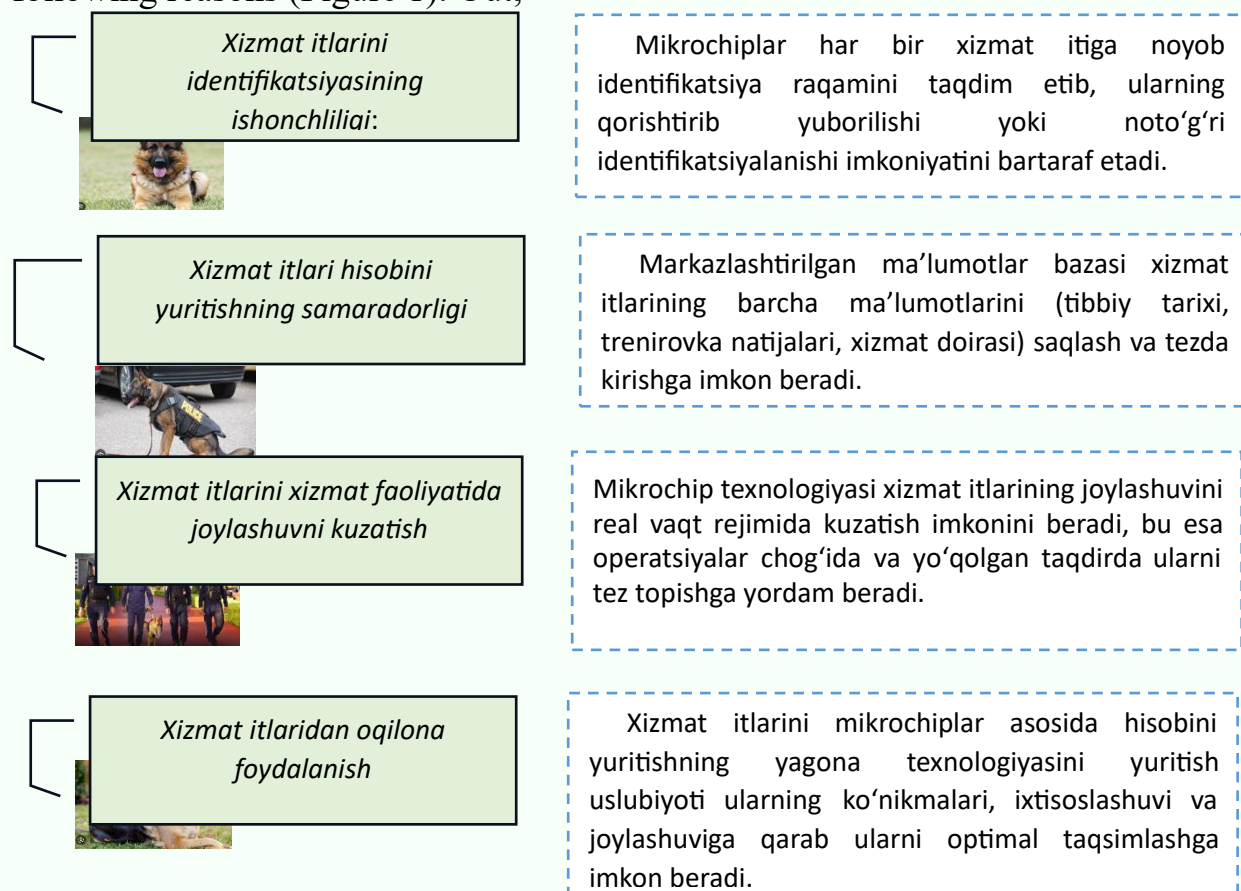 following reasons (Figure 1). Out,
Xizmat itlarini
identifikatsiyasining
ishonchliligi:
Mikrochiplar har bir xizmat itiga noyob
identifikatsiya raqamini taqdim etib, ularning
qorishtirib yuborilishi yoki noto‘g‘ri
identifikatsiyalanishi imkoniyatini bartaraf etadi.
Xizmat itlari hisobini
yuritishning samaradorligi
Markazlashtirilgan ma’lumotlar bazasi xizmat
itlarining barcha ma’lumotlarini (tibbiy tarixi,
trenirovka natijalari, xizmat doirasi) saqlash va tezda
kirishga imkon beradi.
POLICE
Xizmat itlarini xizmat faoliyatida
joylashuvni kuzatish
Mikrochip texnologiyasi xizmat itlarining joylashuvini
real vaqt rejimida kuzatish imkonini beradi, bu esa
operatsiyalar chog‘ida va yo‘qolgan taqdirda ularni
tez topishga yordam beradi.
Xizmat itlaridan oqilona
foydalanish
Xizmat itlarini mikrochiplar asosida hisobini
yuritishning yagona texnologiyasini yuritish
uslubiyoti ularning ko‘nikmalari, ixtisoslashuvi va
joylashuviga qarab ularni optimal taqsimlashga
imkon beradi.